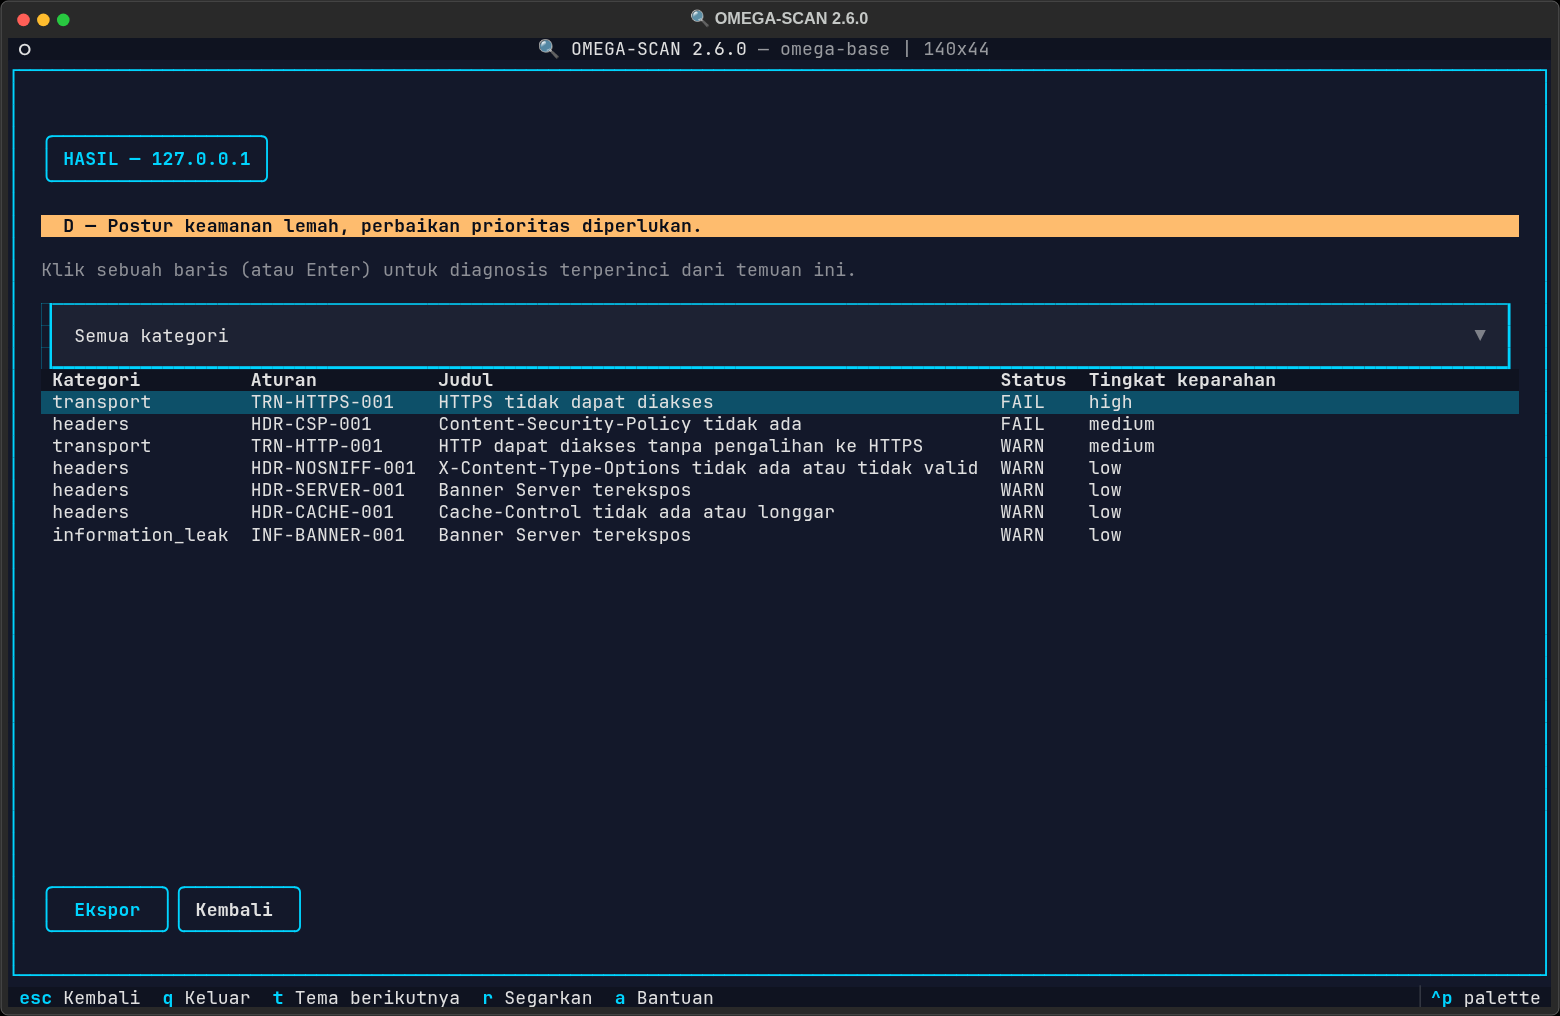 🔍 OMEGA-SCAN 2.6.0
🔍 OMEGA-SCAN 2.6.0 — omega-base | 140x44
HASIL — 127.0.0.1
D — Postur keamanan lemah, perbaikan prioritas diperlukan.
Klik sebuah baris (atau Enter) untuk diagnosis terperinci dari temuan ini.
Semua kategori ▼
Kategori Aturan Judul Status Tingkat keparahan
transport TRN-HTTPS-001 HTTPS tidak dapat diakses FAIL high
headers HDR-CSP-001 Content-Security-Policy tidak ada FAIL medium
transport TRN-HTTP-001 HTTP dapat diakses tanpa pengalihan ke HTTPS WARN medium
headers HDR-NOSNIFF-001 X-Content-Type-Options tidak ada atau tidak valid WARN low
headers HDR-SERVER-001 Banner Server terekspos WARN low
headers HDR-CACHE-001 Cache-Control tidak ada atau longgar WARN low
information_leak INF-BANNER-001 Banner Server terekspos WARN low
Ekspor Kembali
esc Kembali q Keluar t Tema berikutnya r Segarkan a Bantuan ^p palette